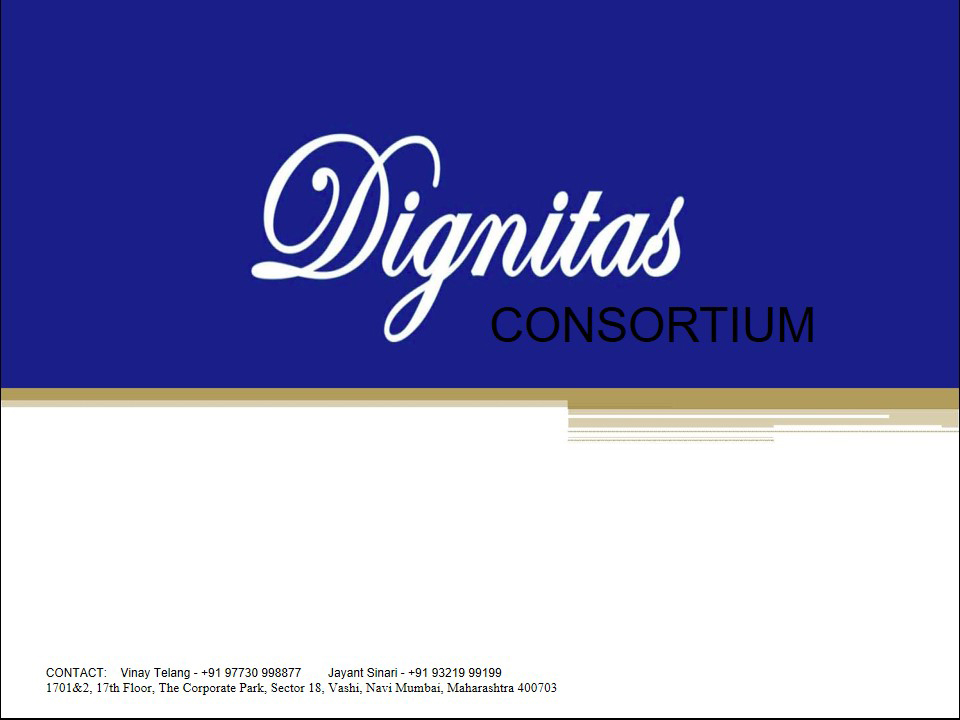 Dignitas
CONSORTIUM
CONTACT: Vinay Telang - +91 97730 998877 Jayant Sinari - +91 93219 99199
1701&2, 17th Floor, The Corporate Park, Sector 18, Vashi, Navi Mumbai, Maharashtra 400703